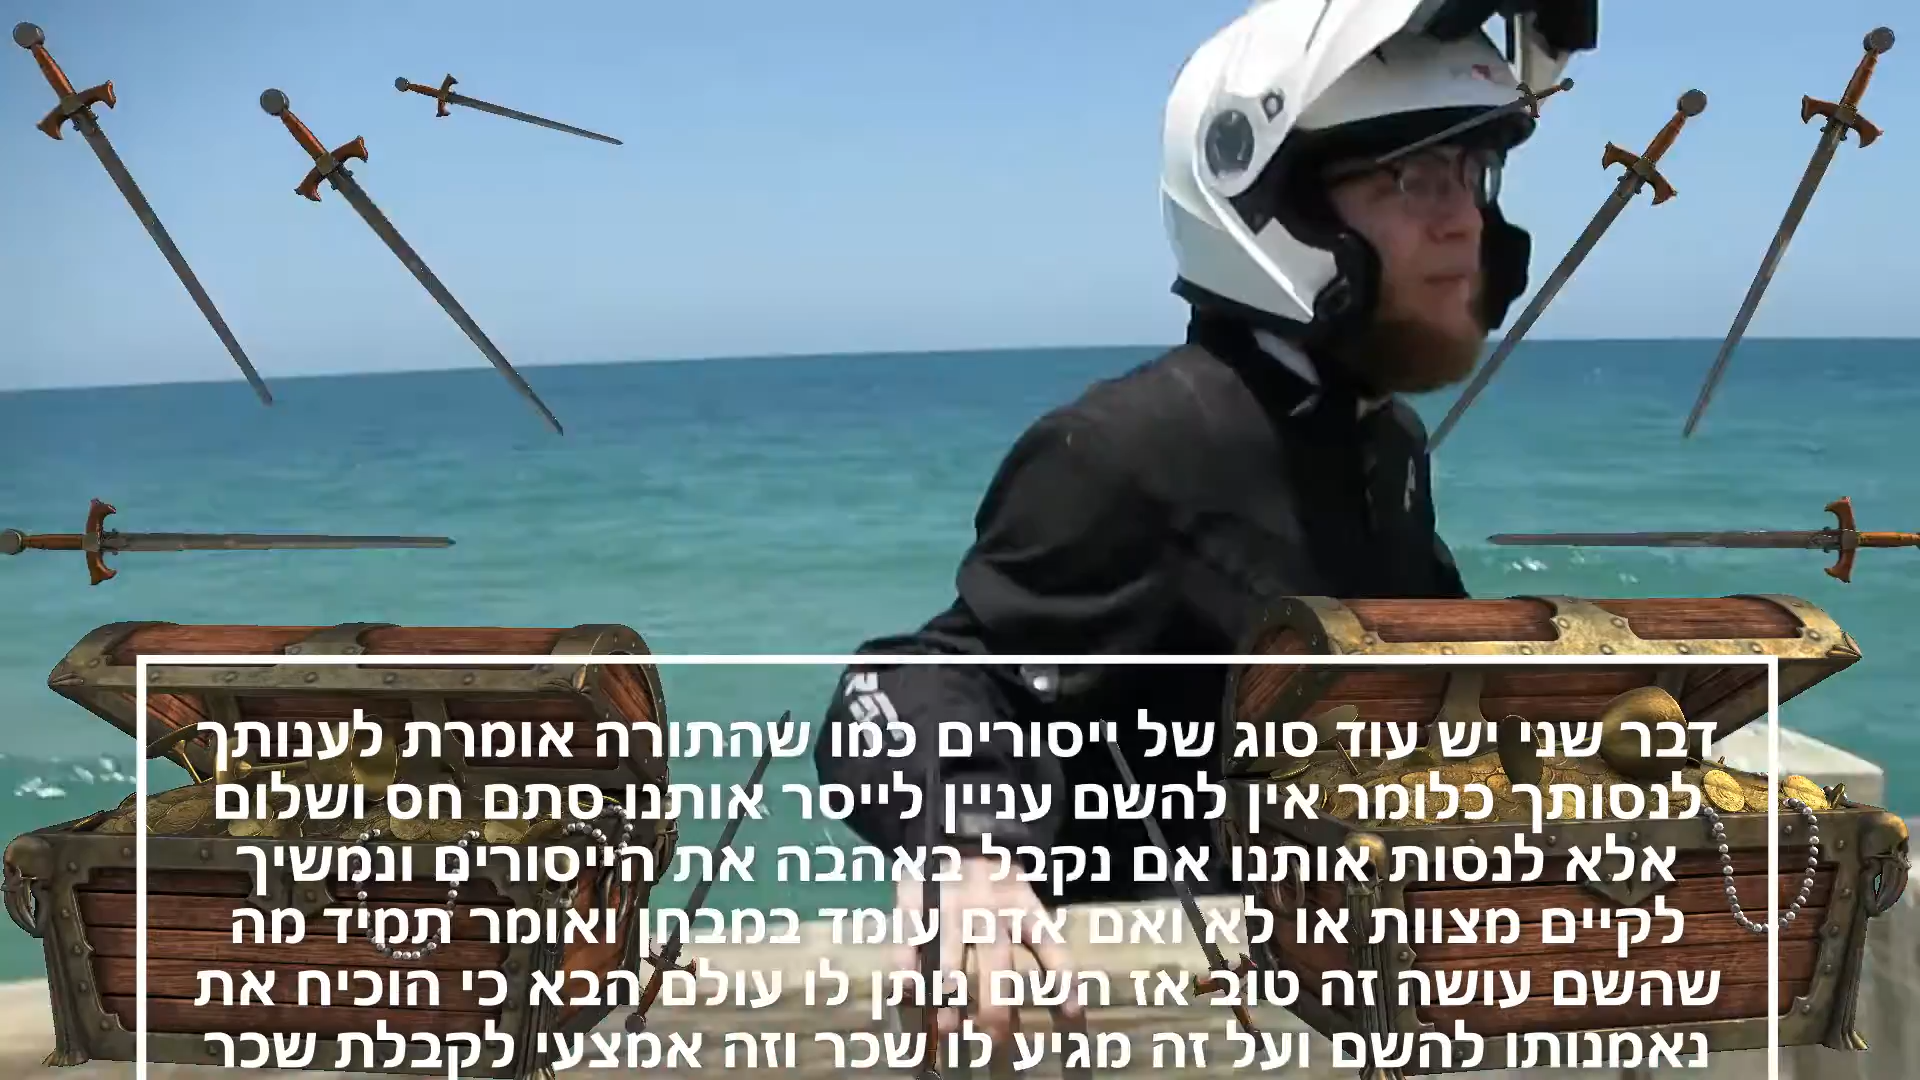 דבר שני יש עוד סוג של ייסורים כמו שהתורה אומרת לענותך
לנסותך כלומר אין להשם עניין לייסר אותנו סתם חס ושלום
אלא לנסות אותנו אם נקבל באהבה את הייסורים ונמשיך
לקיים מצוות או לא ואם אדם עומד במבחן ואומר תמיד מה
שהשם עושה זה טוב אז השם נותן לו עולם הבא כי הוכיח את
נאמנותו להשם ועל זה מגיע לו שכר וזה אמצעי לקבלת שכר